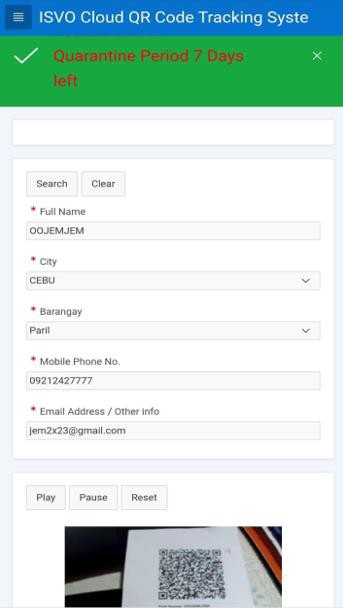 ISVO Cloud QR Code Tracking Syste
Quarantine Period 7 Days
left
Search Clear
* Full Name
OOJEMJEM
* City
CEBU
* Barangay
Paril
* Mobile Phone No.
09212427777
* Email Address / Other info
jem2x23@gmail.com
Play Pause Reset